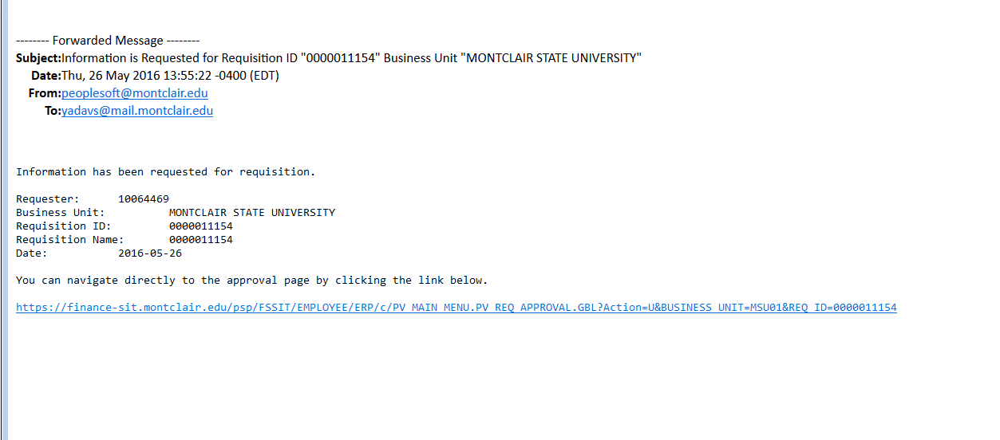 -------- Forwarded Message --------
Subject:Information is Requested for Requisition ID "0000011154" Business Unit "MONTCLAIR STATE UNIVERSITY"
Date:Thu, 26 May 2016 13:55:22 -0400 (EDT)
From:peoplesoft@montclair.edu
To:yadavs@mail.montclair.edu
Information has been requested for requisition.
Requester: 10064469
Business Unit: MONTCLAIR STATE UNIVERSITY
Requisition ID: 0000011154
Requisition Name: 0000011154
Date: 2016-05-26
You can navigate directly to the approval page by clicking the link below.
https://finance-sit.montclair.edu/psp/FSSIT/EMPLOYEE/ERP/c/PV_MAIN_MENU.PV_REQ_APPROVAL.GBL?Action=U&BUSINESS_UNIT=MSU01&REQ_ID=0000011154